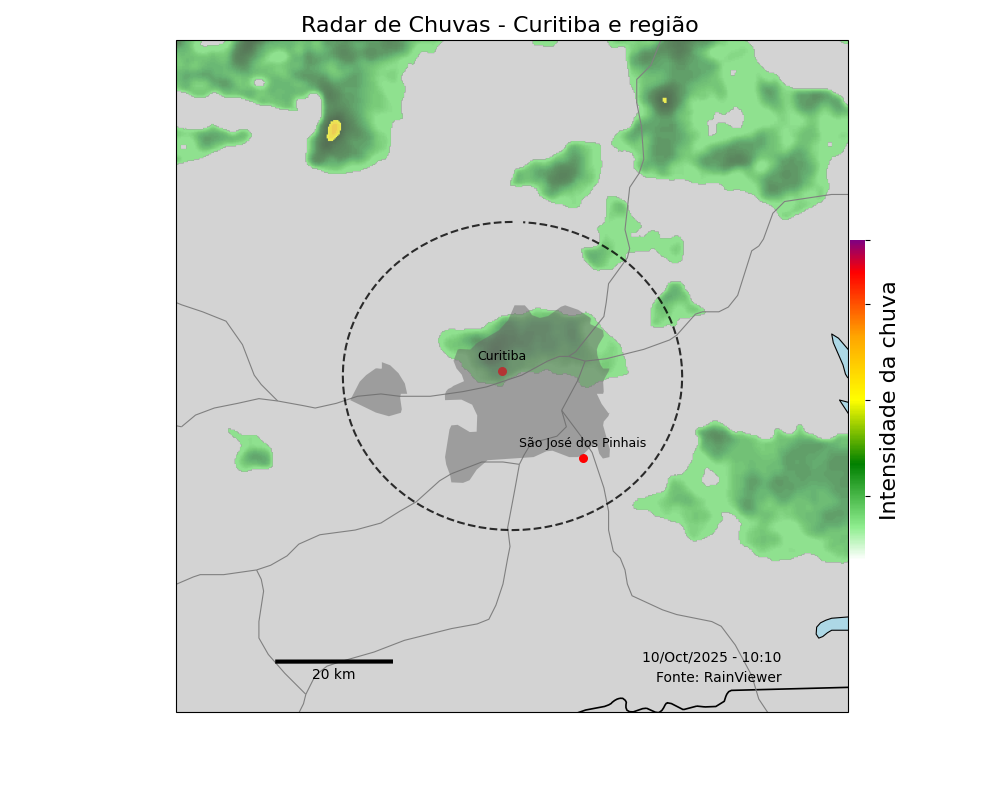 Radar de Chuvas - Curitiba e região
Curitiba
São José dos Pinhais
Intensidade da chuva
10/Oct/2025 - 10:10
Fonte: RainViewer
20 km